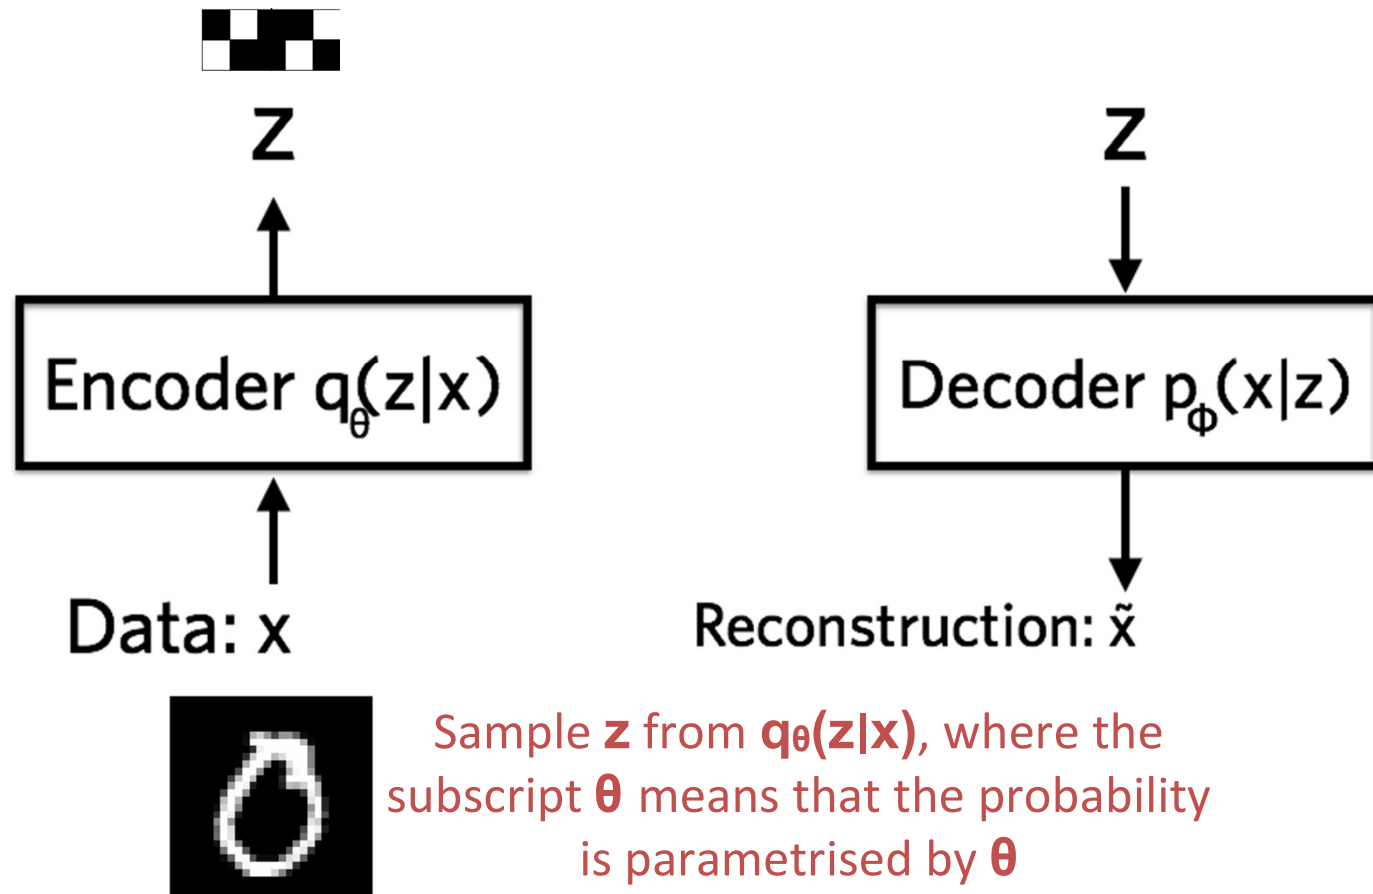 z
Encoder qθ(z|x)
Data: x
z
Decoder pϕ(x|z)
Reconstruction: x̃
Sample z from qθ(z|x), where the
subscript θ means that the probability
is parametrised by θ